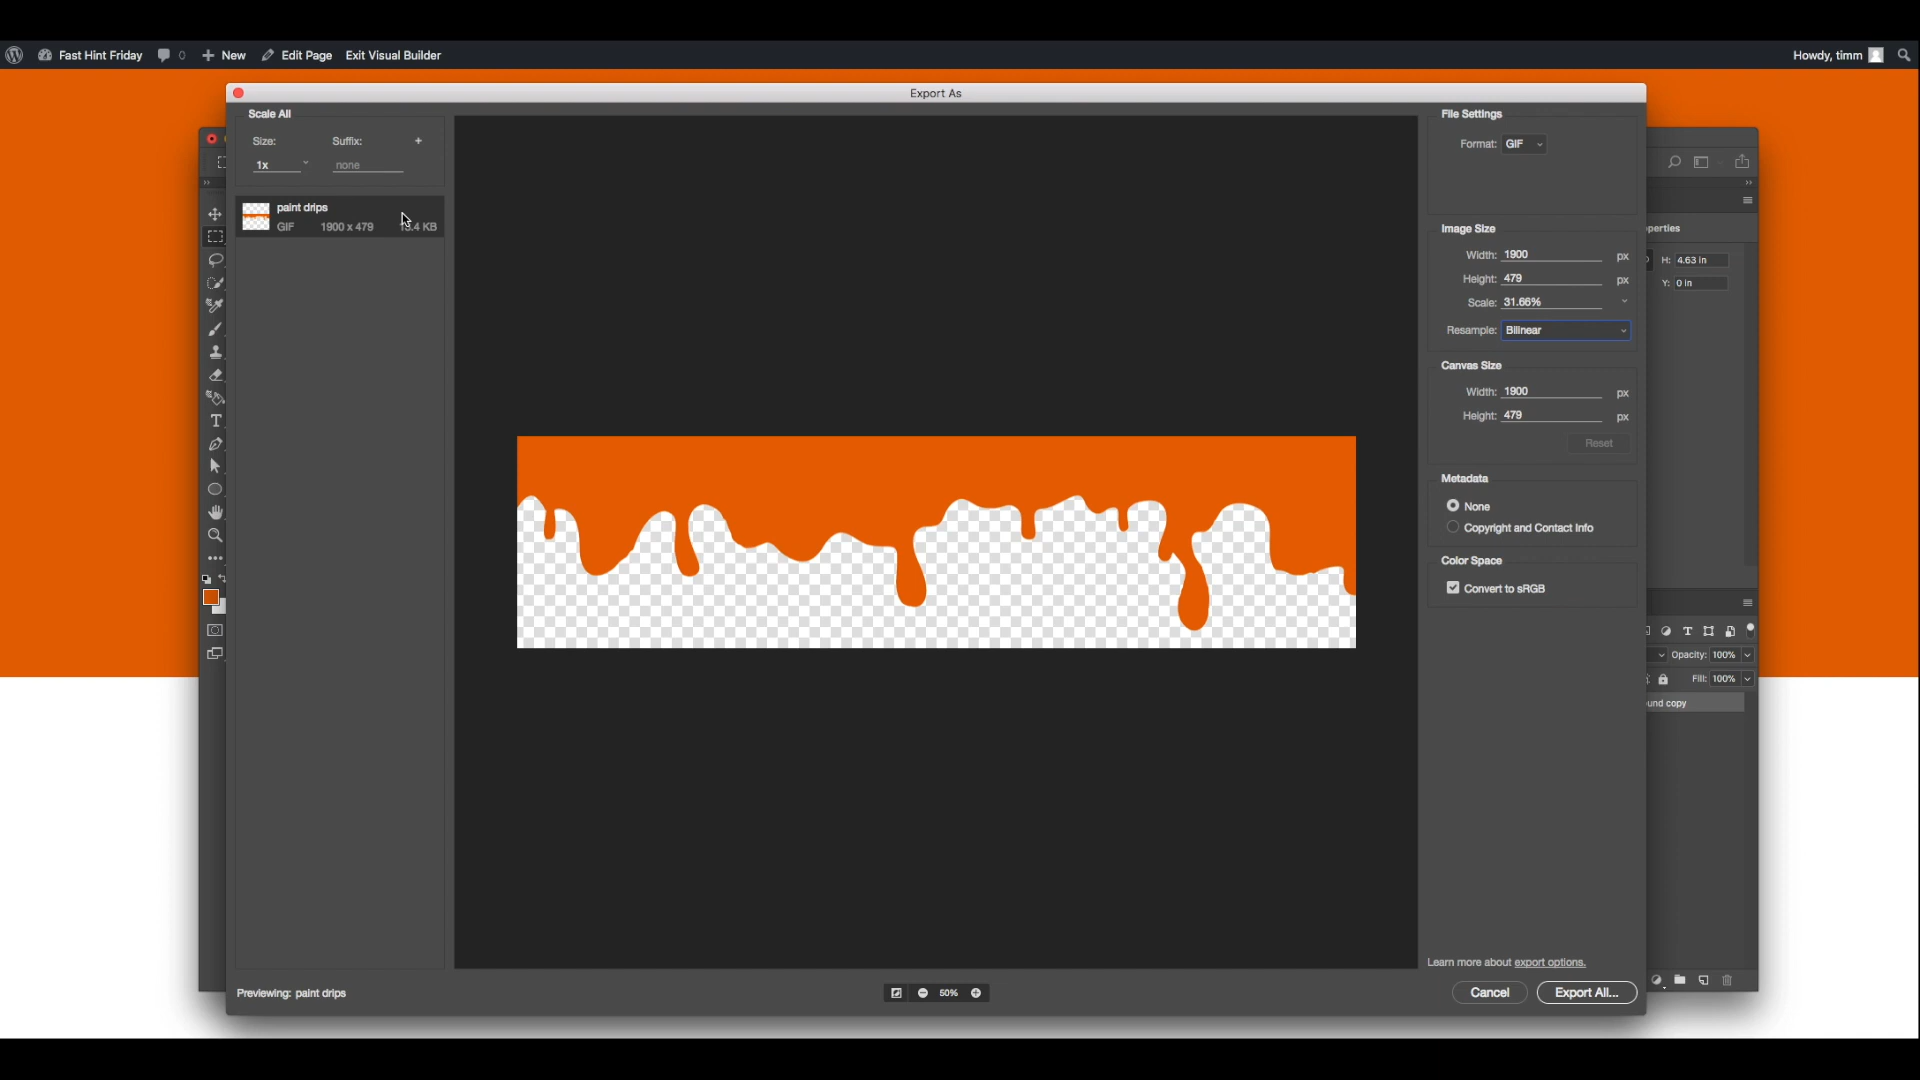 Fast Hint Friday 0 New Edit Page Exit Visual Builder Howdy, timm
Export As
Scale All
Size: Suffix:
1x none
paint drips
GIF 1900 x 479 KB
File Settings
Format: GIF
Image Size
Width: 1900 px
Height: 479 px
Scale: 31.66%
Resample: Bilinear
Canvas Size
Width: 1900 px
Height: 479 px
Reset
Metadata
None
Copyright and Contact Info
Color Space
Convert to sRGB
perties
H: 4.63 in
Y: 0 in
Opacity: 100%
Fill: 100%
und copy
Learn more about export options.
Previewing: paint drips
50%
Cancel Export All...